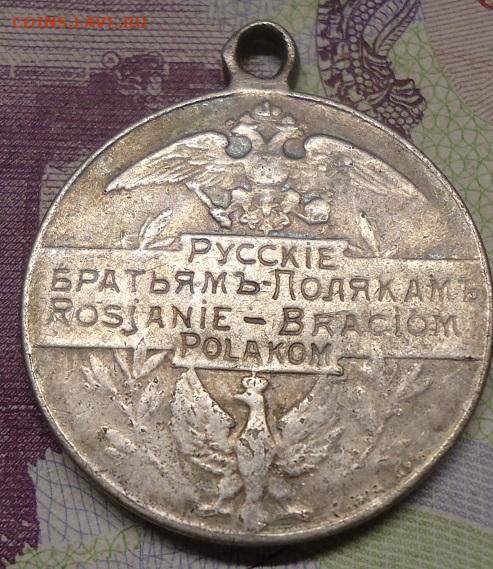 COINS.LAVE.RU
РУССКІЕ
БРАТЬЯМЪ-ПОЛЯКАМЪ
ROSJANIE - BRACIOM
POLAKOM